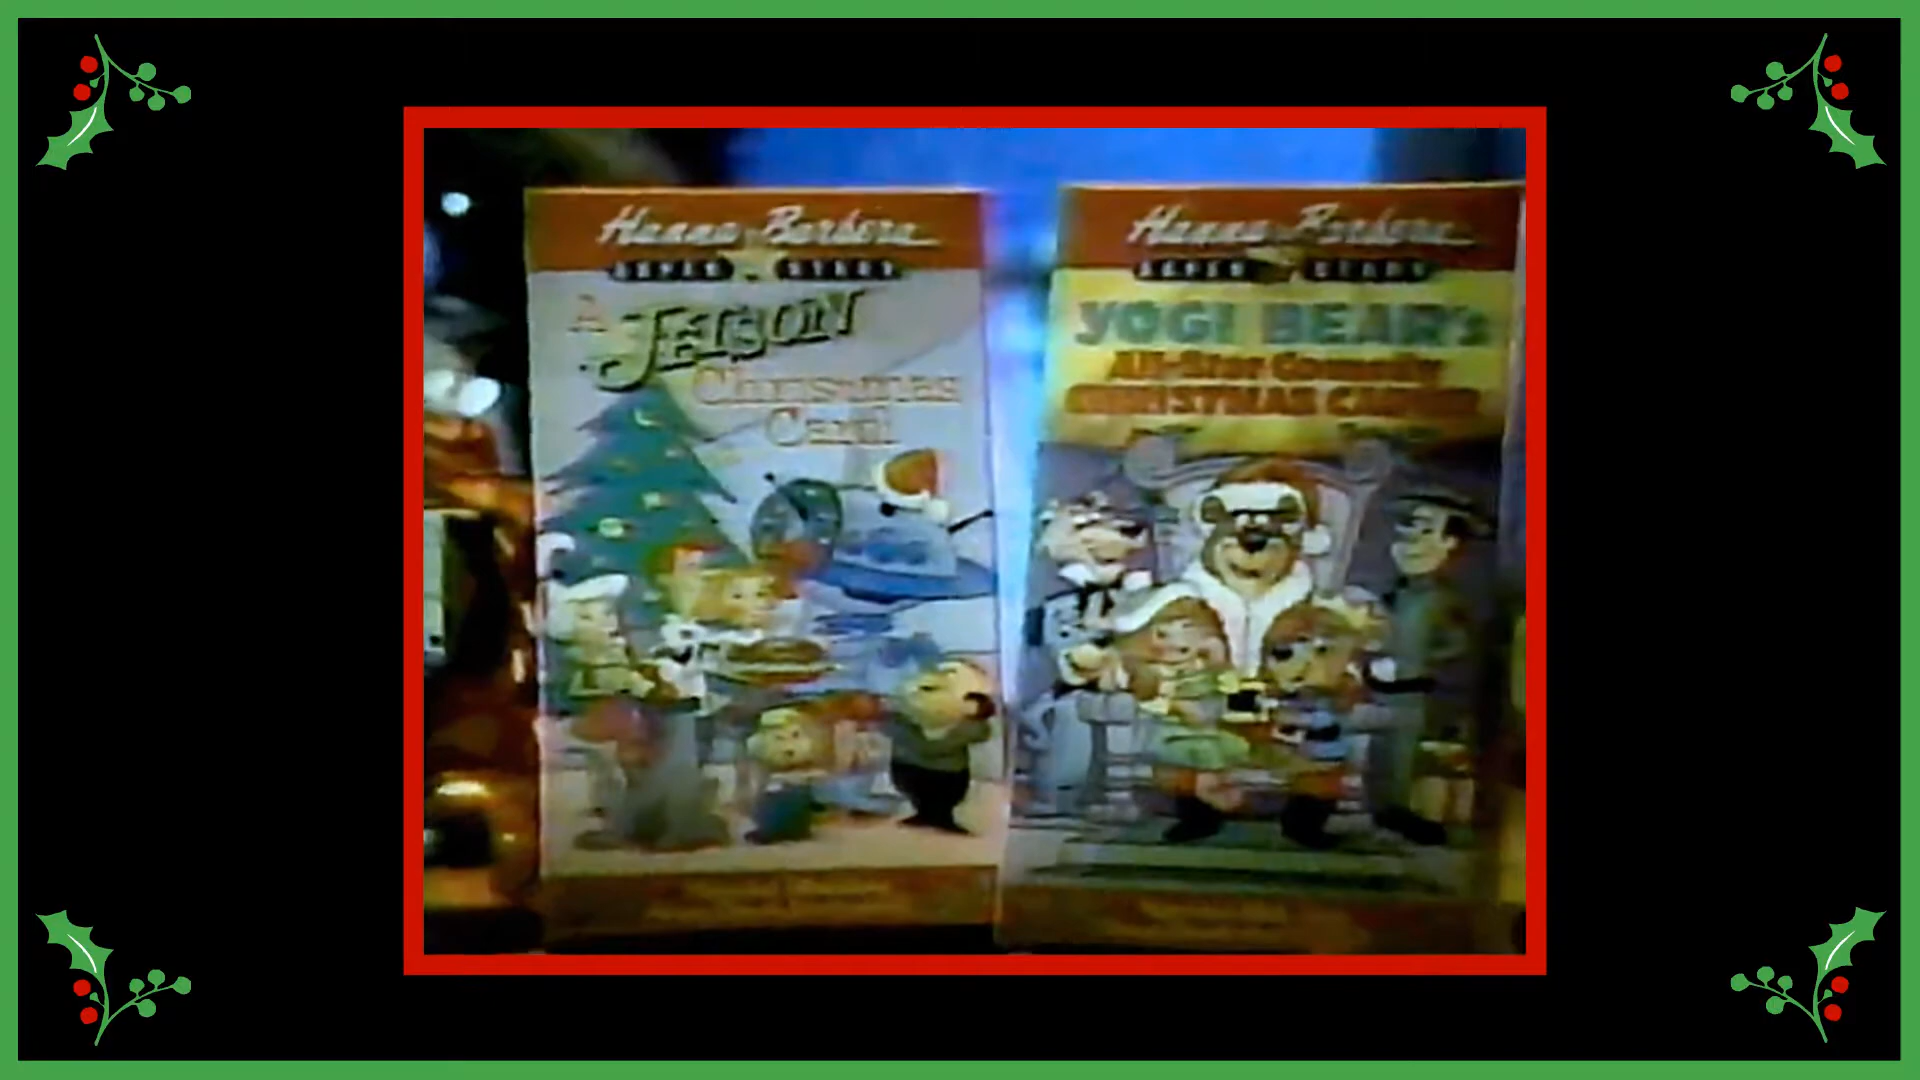 Hanna-Barbera
SUPER STARS
A JETSON
Christmas
Carol
Hanna-Barbera
SUPER STARS
YOGI BEAR'S
All-Star Comedy
CHRISTMAS CAPER